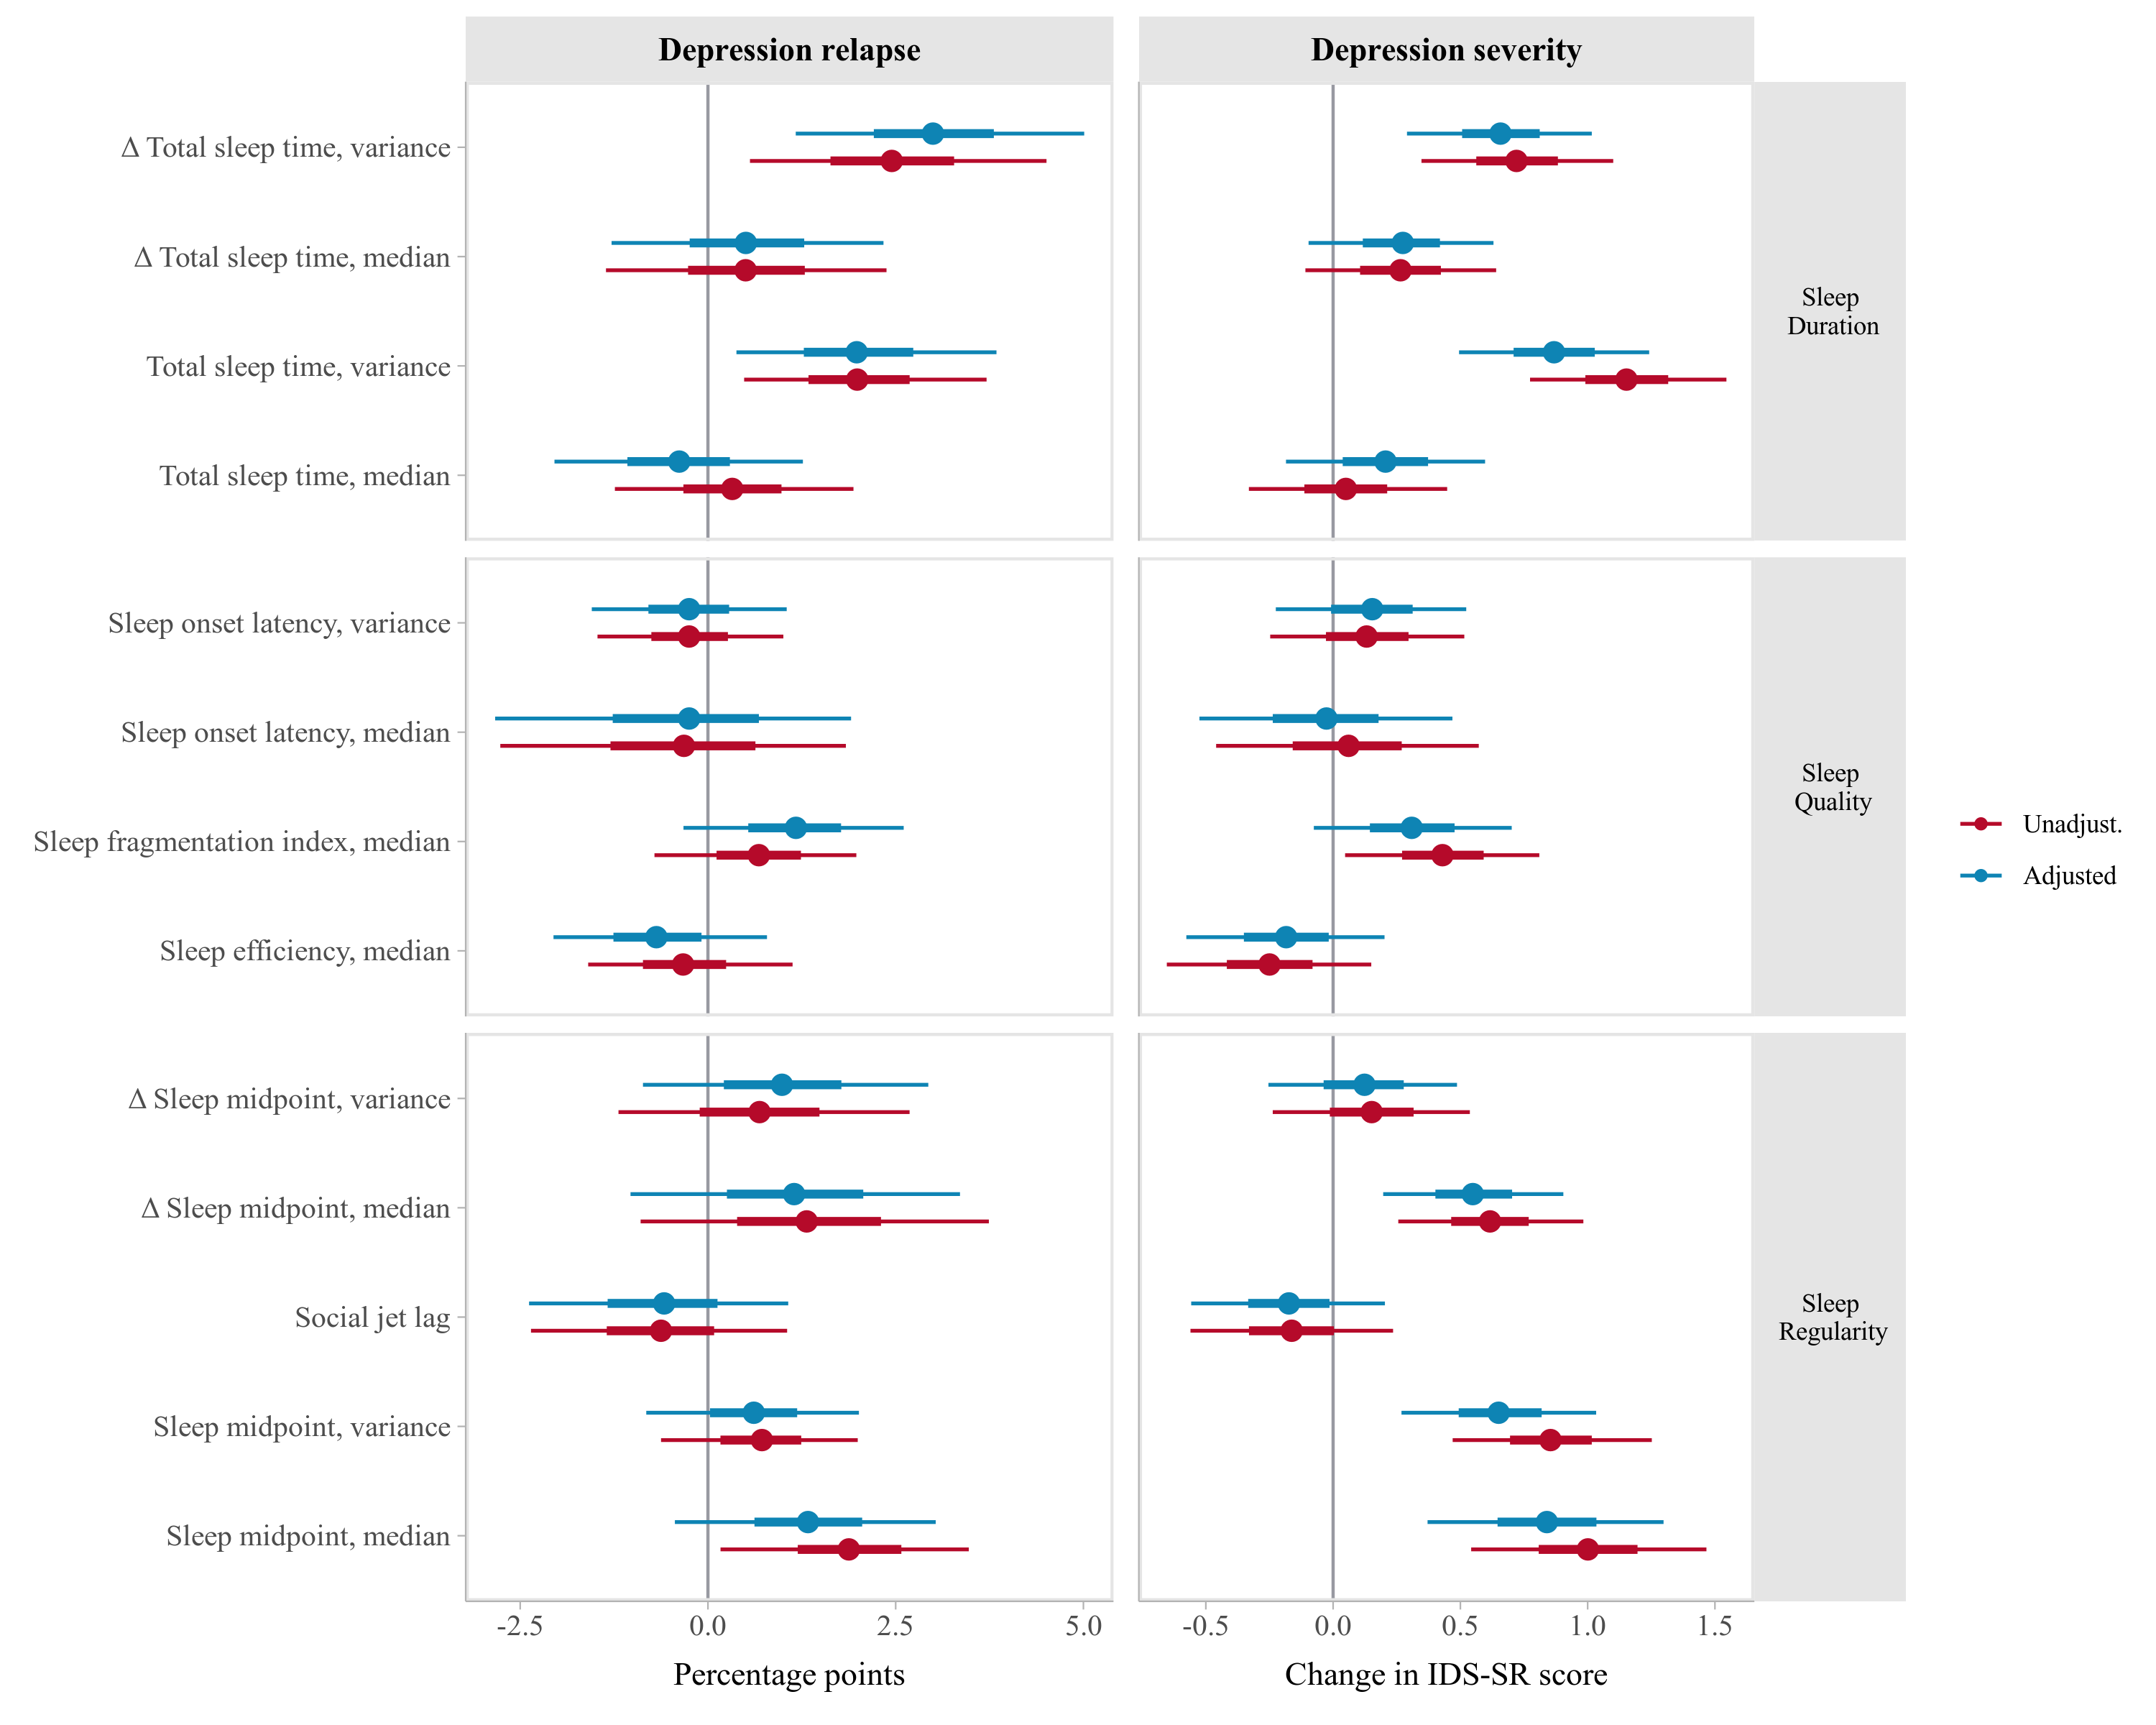 Depression relapse
Depression severity
Δ Total sleep time, variance
Δ Total sleep time, median
Total sleep time, variance
Total sleep time, median
Sleep
Duration
Sleep onset latency, variance
Sleep onset latency, median
Sleep fragmentation index, median
Sleep efficiency, median
Sleep
Quality
Δ Sleep midpoint, variance
Δ Sleep midpoint, median
Social jet lag
Sleep midpoint, variance
Sleep midpoint, median
Sleep
Regularity
-2.5 0.0 2.5 5.0
-0.5 0.0 0.5 1.0 1.5
Percentage points
Change in IDS-SR score
Unadjust.
Adjusted